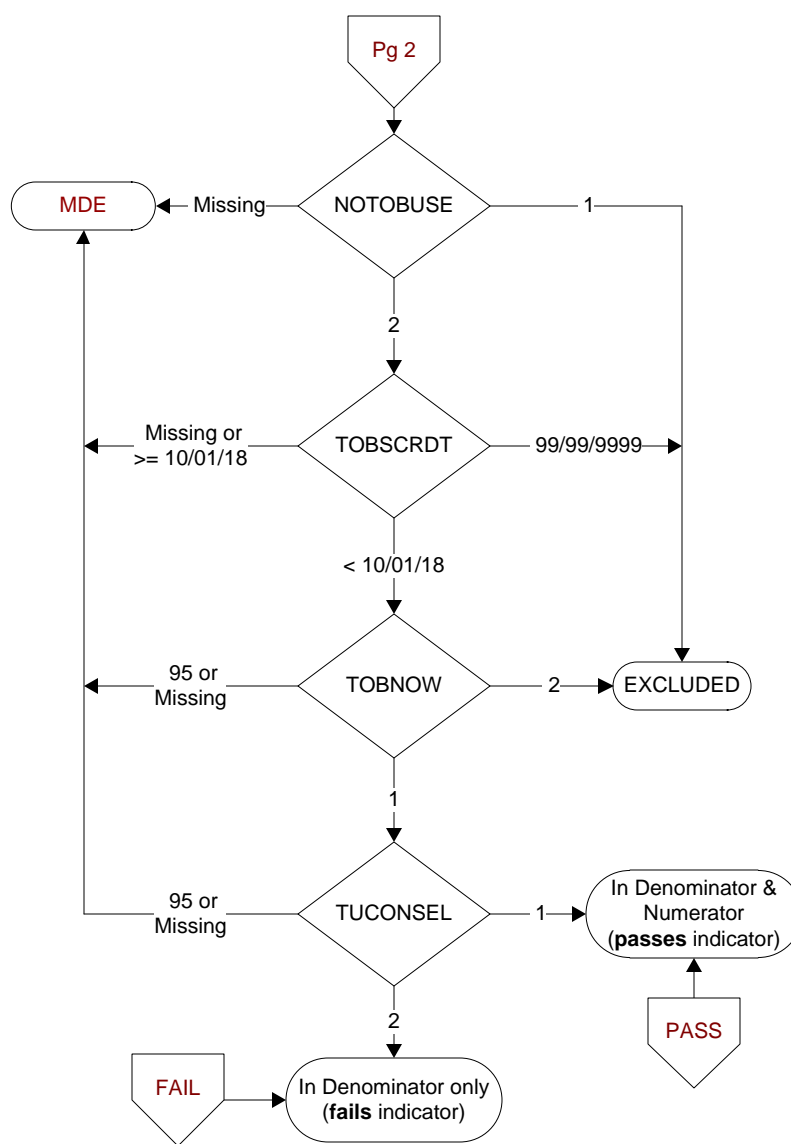 Pg 2
MDE
Missing
NOTOBUSE
1
2
Missing or
>= 10/01/18
TOBSCRDT
99/99/9999
< 10/01/18
95 or
Missing
TOBNOW
2
EXCLUDED
1
95 or
Missing
TUCONSEL
1
In Denominator &
Numerator
(passes indicator)
2
PASS
FAIL
In Denominator only
(fails indicator)